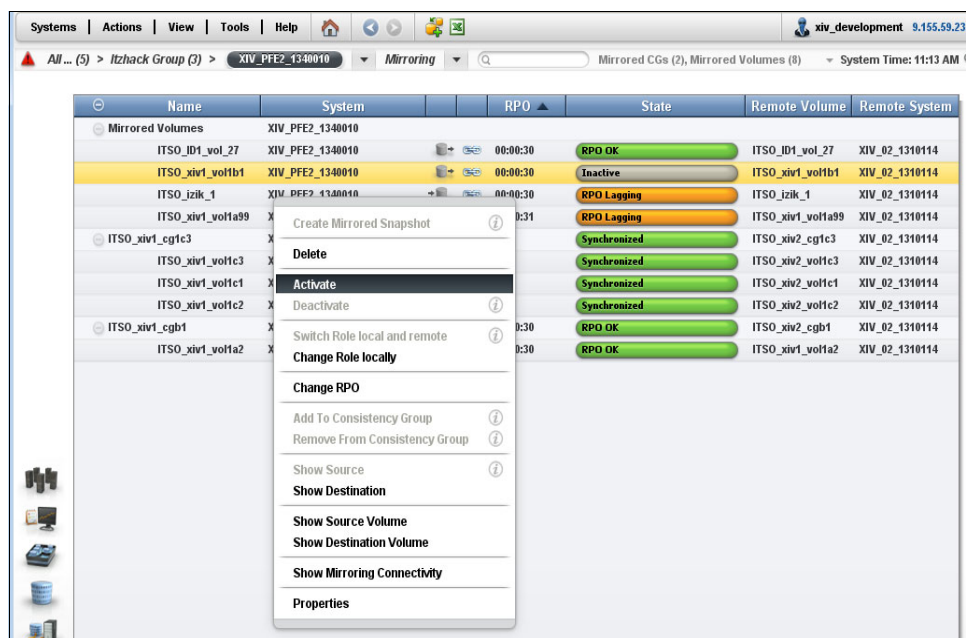 Systems | Actions | View | Tools | Help xiv_development 9.155.59.23
All ... (5) > Itzhack Group (3) > XIV_PFE2_1340010 Mirroring Mirrored CGs (2), Mirrored Volumes (8) System Time: 11:13 AM
Name System RPO State Remote Volume Remote System
Mirrored Volumes XIV_PFE2_1340010
ITSO_ID1_vol_27 XIV_PFE2_1340010 00:00:30 RPO OK ITSO_ID1_vol_27 XIV_02_1310114
ITSO_xiv1_vol1b1 XIV_PFE2_1340010 00:00:30 Inactive ITSO_xiv1_vol1b1 XIV_02_1310114
ITSO_izik_1 XIV_PFE2_1340010 00:00:30 RPO Lagging ITSO_izik_1 XIV_02_1310114
ITSO_xiv1_vol1a99 X 0:31 RPO Lagging ITSO_xiv1_vol1a99 XIV_02_1310114
ITSO_xiv1_cg1c3 X Synchronized ITSO_xiv2_cg1c3 XIV_02_1310114
ITSO_xiv1_vol1c3 X Synchronized ITSO_xiv2_vol1c3 XIV_02_1310114
ITSO_xiv1_vol1c1 X Synchronized ITSO_xiv2_vol1c1 XIV_02_1310114
ITSO_xiv1_vol1c2 X Synchronized ITSO_xiv2_vol1c2 XIV_02_1310114
ITSO_xiv1_cgb1 X 0:30 RPO OK ITSO_xiv2_cgb1 XIV_02_1310114
ITSO_xiv1_vol1a2 X 0:30 RPO OK ITSO_xiv1_vol1a2 XIV_02_1310114
Create Mirrored Snapshot
Delete
Activate
Deactivate
Switch Role local and remote
Change Role locally
Change RPO
Add To Consistency Group
Remove From Consistency Group
Show Source
Show Destination
Show Source Volume
Show Destination Volume
Show Mirroring Connectivity
Properties